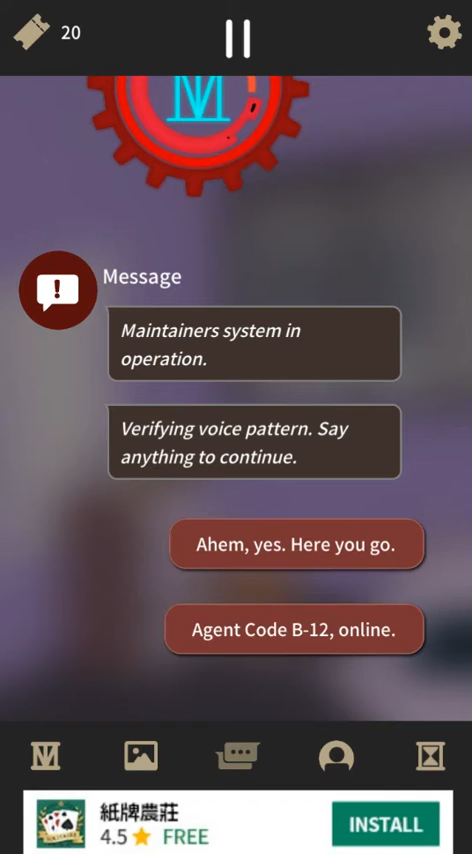 20
Message
Maintainers system in
operation.
Verifying voice pattern. Say
anything to continue.
Ahem, yes. Here you go.
Agent Code B-12, online.
紙牌農莊
4.5 FREE
INSTALL
SOLITAIRE